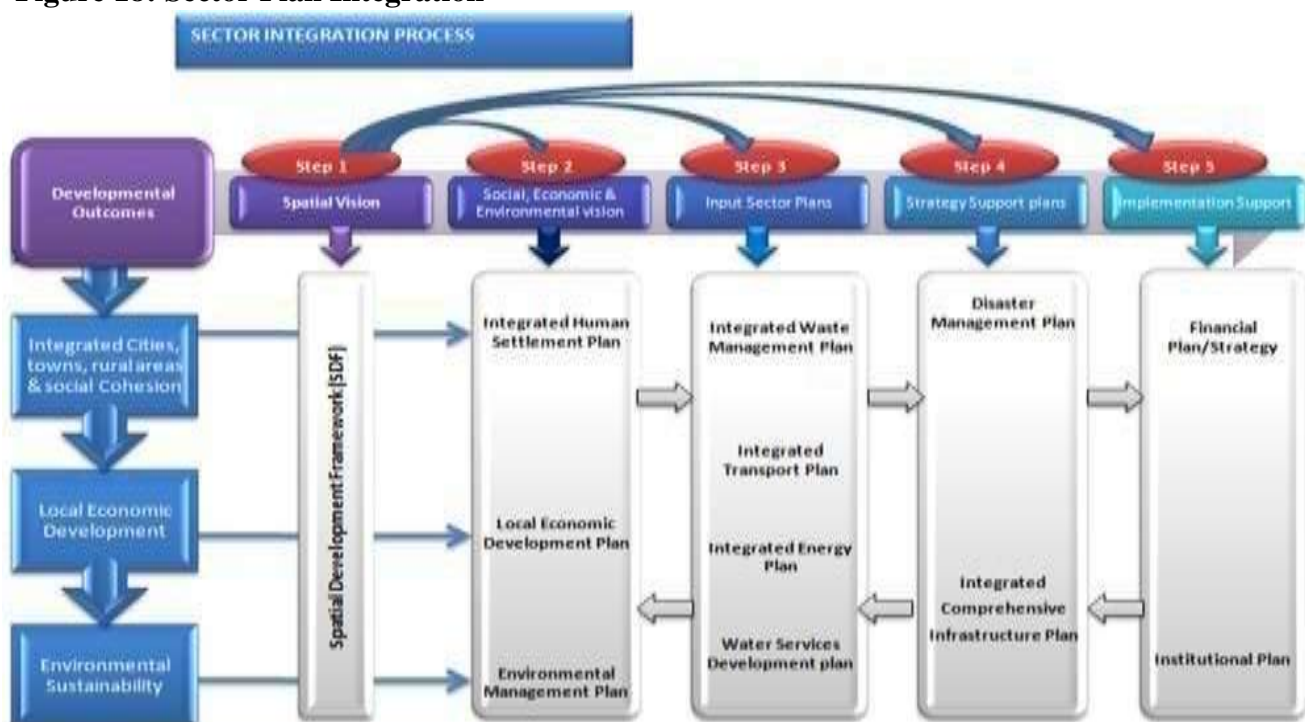 SECTOR INTEGRATION PROCESS
Developmental
Outcomes
Step 1
Spatial Vision
Step 2
Social, Economic &
Environmental vision
Step 3
Input Sector Plans
Step 4
Strategy Support plans
Step 5
Implementation Support
Integrated Cities,
towns, rural areas
& social Cohesion
Local Economic
Development
Environmental
Sustainability
Spatial Development Framework [SDF]
Integrated Human
Settlement Plan
Local Economic
Development Plan
Environmental
Management Plan
Integrated Waste
Management Plan
Integrated
Transport Plan
Integrated Energy
Plan
Water Services
Development plan
Disaster
Management Plan
Integrated
Comprehensive
Infrastructure Plan
Financial
Plan/Strategy
Institutional Plan